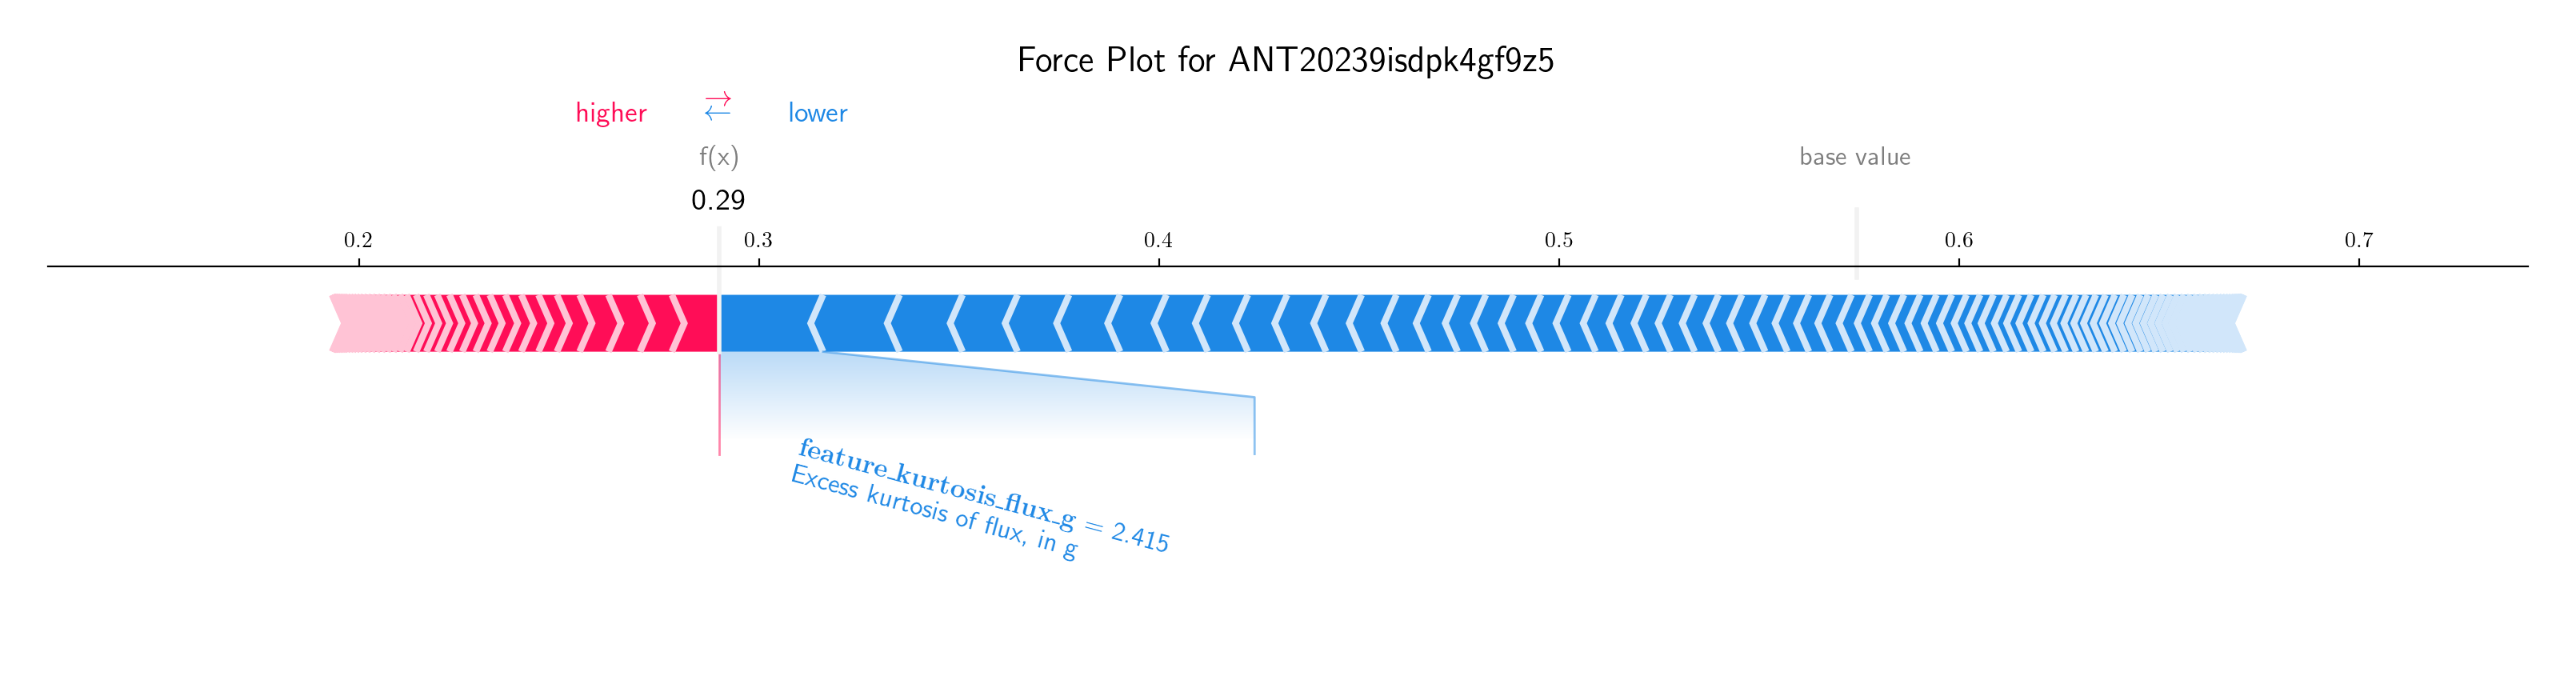 Force Plot for ANT20239isdpk4gf9z5
higher → ← lower
f(x)
base value
0.29
0.2 0.3 0.4 0.5 0.6 0.7
feature_kurtosis_flux_g = 2.415
Excess kurtosis of flux, in g